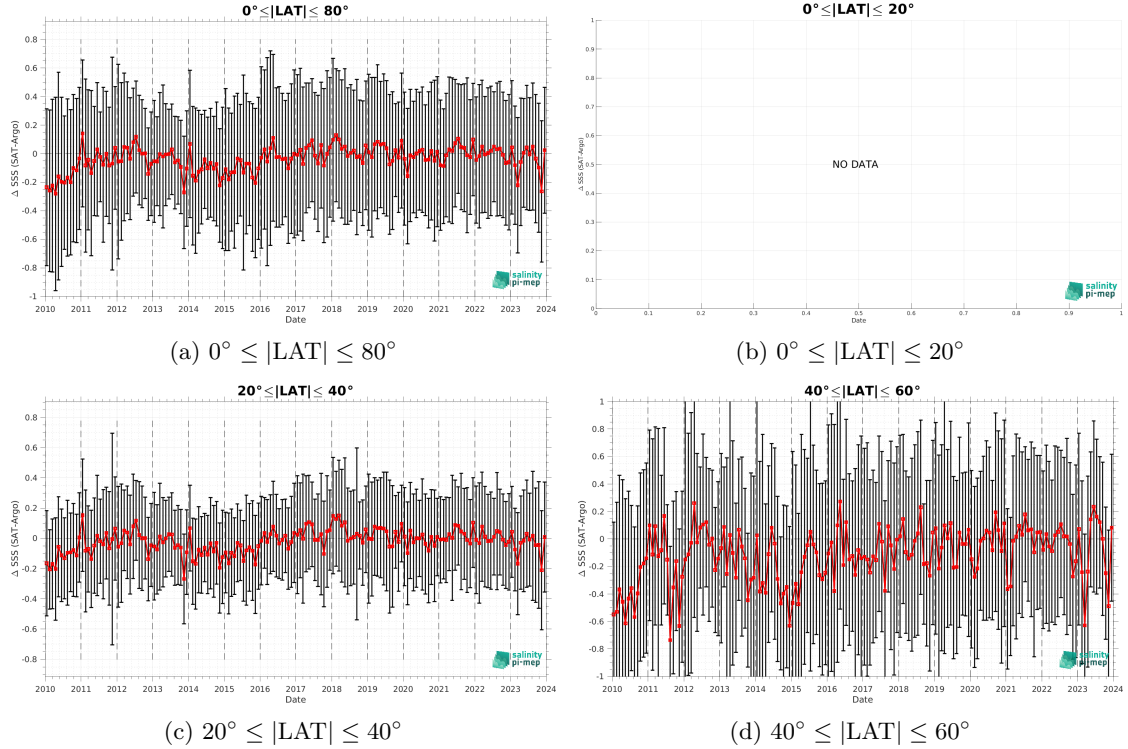 0°≤|LAT|≤ 80°
Δ SSS (SAT-Argo)
0.8
0.6
0.4
0.2
0
-0.2
-0.4
-0.6
-0.8
-1
2010 2011 2012 2013 2014 2015 2016 2017 2018 2019 2020 2021 2022 2023 2024
Date
salinity
pi-mep
(a) 0° ≤ |LAT| ≤ 80°
0°≤|LAT|≤ 20°
Δ SSS (SAT-Argo)
1
0.9
0.8
0.7
0.6
0.5
0.4
0.3
0.2
0.1
0
NO DATA
0 0.1 0.2 0.3 0.4 0.5 0.6 0.7 0.8 0.9 1
Date
salinity
pi-mep
(b) 0° ≤ |LAT| ≤ 20°
20°≤|LAT|≤ 40°
Δ SSS (SAT-Argo)
0.8
0.6
0.4
0.2
0
-0.2
-0.4
-0.6
-0.8
2010 2011 2012 2013 2014 2015 2016 2017 2018 2019 2020 2021 2022 2023 2024
Date
salinity
pi-mep
(c) 20° ≤ |LAT| ≤ 40°
40°≤|LAT|≤ 60°
Δ SSS (SAT-Argo)
1
0.8
0.6
0.4
0.2
0
-0.2
-0.4
-0.6
-0.8
-1
2010 2011 2012 2013 2014 2015 2016 2017 2018 2019 2020 2021 2022 2023 2024
Date
salinity
pi-mep
(d) 40° ≤ |LAT| ≤ 60°